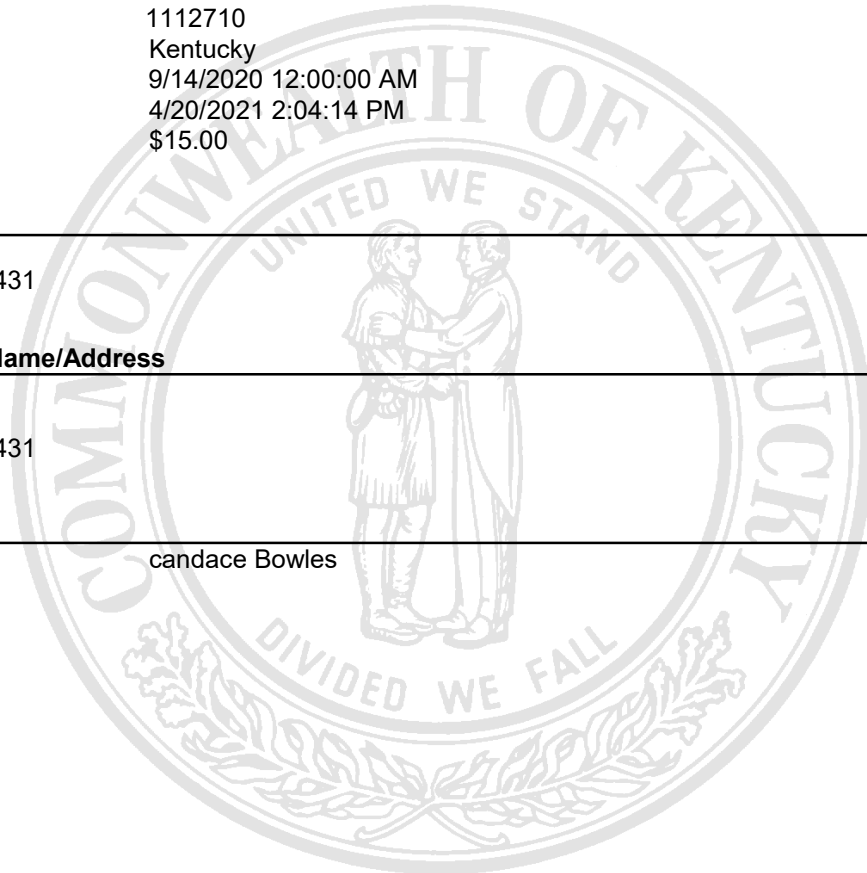 1112710
Kentucky
9/14/2020 12:00:00 AM
4/20/2021 2:04:14 PM
$15.00
431
Name/Address
431
candace Bowles
COMMONWEALTH OF KENTUCKY
UNITED WE STAND
DIVIDED WE FALL